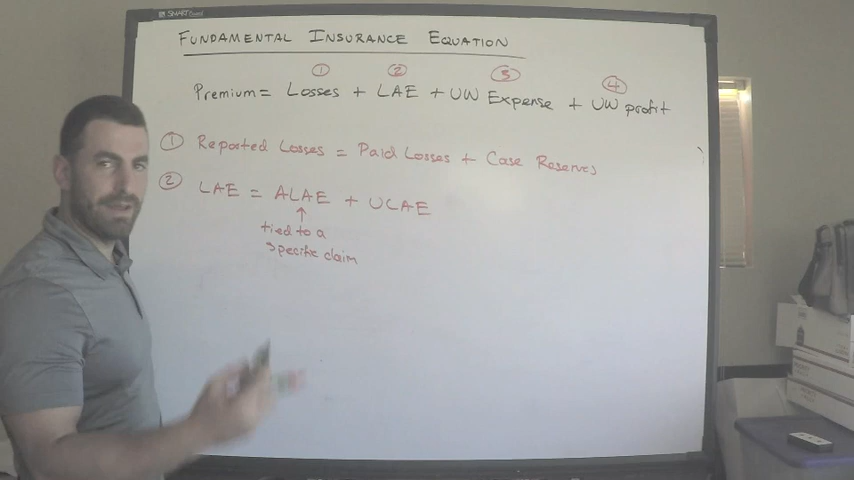 SMART
FUNDAMENTAL INSURANCE EQUATION
① ② ③ ④
Premium = Losses + LAE + UW Expense + UW profit
① Reported Losses = Paid Losses + Case Reserves
② LAE = ALAE + ULAE
↑
tied to a
specific claim